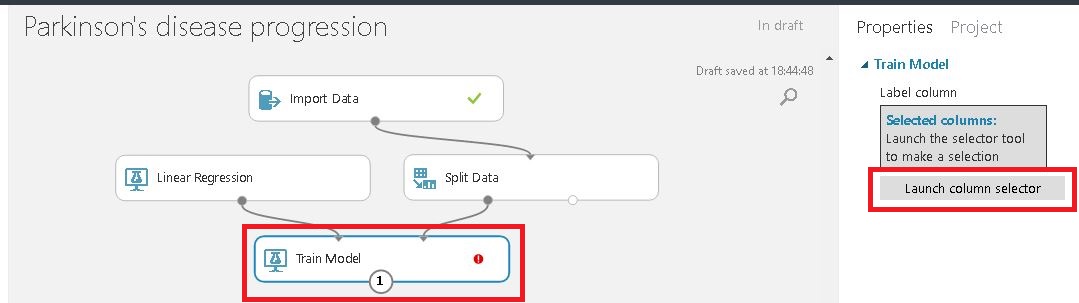 Parkinson's disease progression
In draft
Properties Project
Draft saved at 18:44:48
Train Model
Label column
Import Data
Selected columns:
Launch the selector tool
to make a selection
Linear Regression
Split Data
Launch column selector
Train Model
1